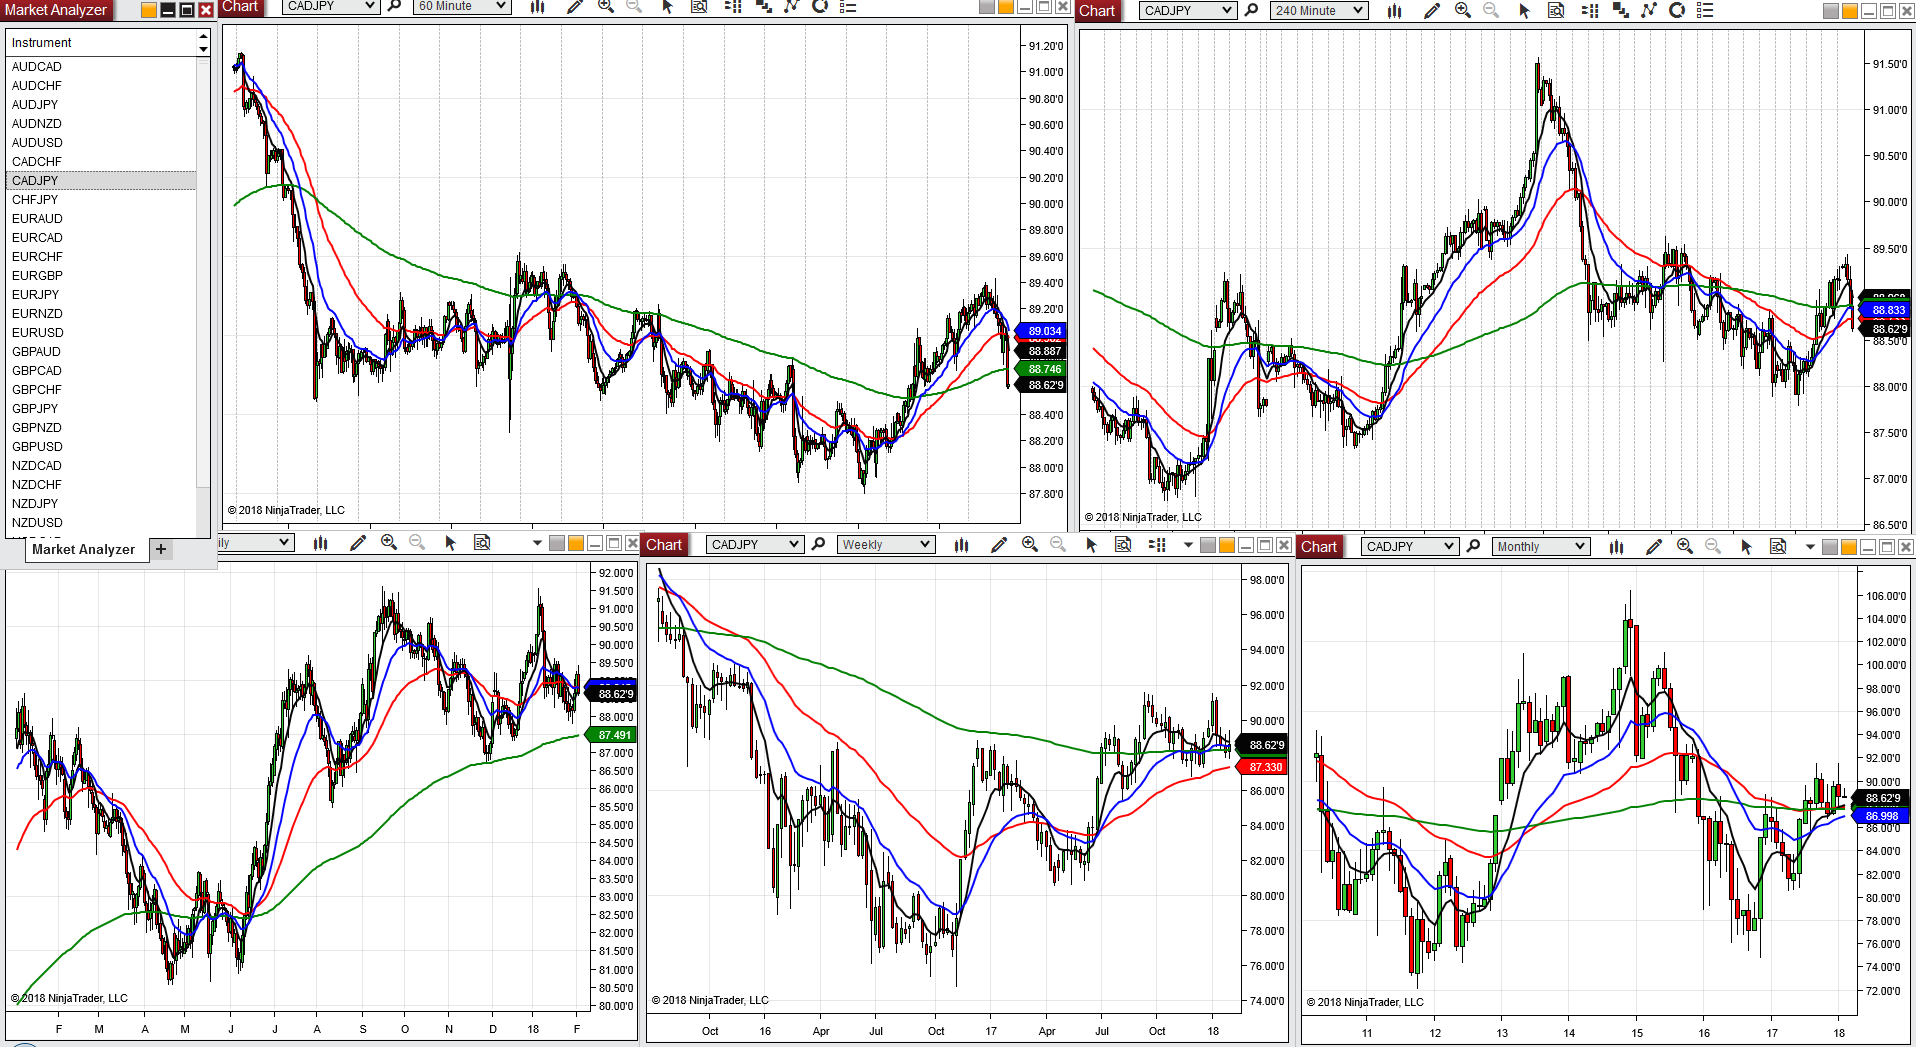 Market Analyzer
Instrument
AUDCAD
AUDCHF
AUDJPY
AUDNZD
AUDUSD
CADCHF
CADJPY
CHFJPY
EURAUD
EURCAD
EURCHF
EURGBP
EURJPY
EURNZD
EURUSD
GBPAUD
GBPCAD
GBPCHF
GBPJPY
GBPNZD
GBPUSD
NZDCAD
NZDCHF
NZDJPY
NZDUSD
Market Analyzer +
Chart CADJPY 60 Minute
91.20'0
91.00'0
90.80'0
90.60'0
90.40'0
90.20'0
90.00'0
89.80'0
89.60'0
89.40'0
89.20'0
89.034
88.887
88.746
88.62'9
88.40'0
88.20'0
88.00'0
87.80'0
© 2018 NinjaTrader, LLC
Chart CADJPY 240 Minute
91.50'0
91.00'0
90.50'0
90.00'0
89.50'0
88.833
88.62'9
88.50'0
88.00'0
87.50'0
87.00'0
86.50'0
© 2018 NinjaTrader, LLC
ily
92.00'0
91.50'0
91.00'0
90.50'0
90.00'0
89.50'0
88.62'9
88.00'0
87.491
87.00'0
86.50'0
86.00'0
85.50'0
85.00'0
84.50'0
84.00'0
83.50'0
83.00'0
82.50'0
82.00'0
81.50'0
81.00'0
80.50'0
80.00'0
© 2018 NinjaTrader, LLC
F M A M J J A S O N D 18 F
Chart CADJPY Weekly
98.00'0
96.00'0
94.00'0
92.00'0
90.00'0
88.62'9
87.330
86.00'0
84.00'0
82.00'0
80.00'0
78.00'0
76.00'0
74.00'0
© 2018 NinjaTrader, LLC
Oct 16 Apr Jul Oct 17 Apr Jul Oct 18
Chart CADJPY Monthly
106.00'0
104.00'0
102.00'0
100.00'0
98.00'0
96.00'0
94.00'0
92.00'0
90.00'0
88.62'9
86.998
86.00'0
84.00'0
82.00'0
80.00'0
78.00'0
76.00'0
74.00'0
72.00'0
© 2018 NinjaTrader, LLC
11 12 13 14 15 16 17 18